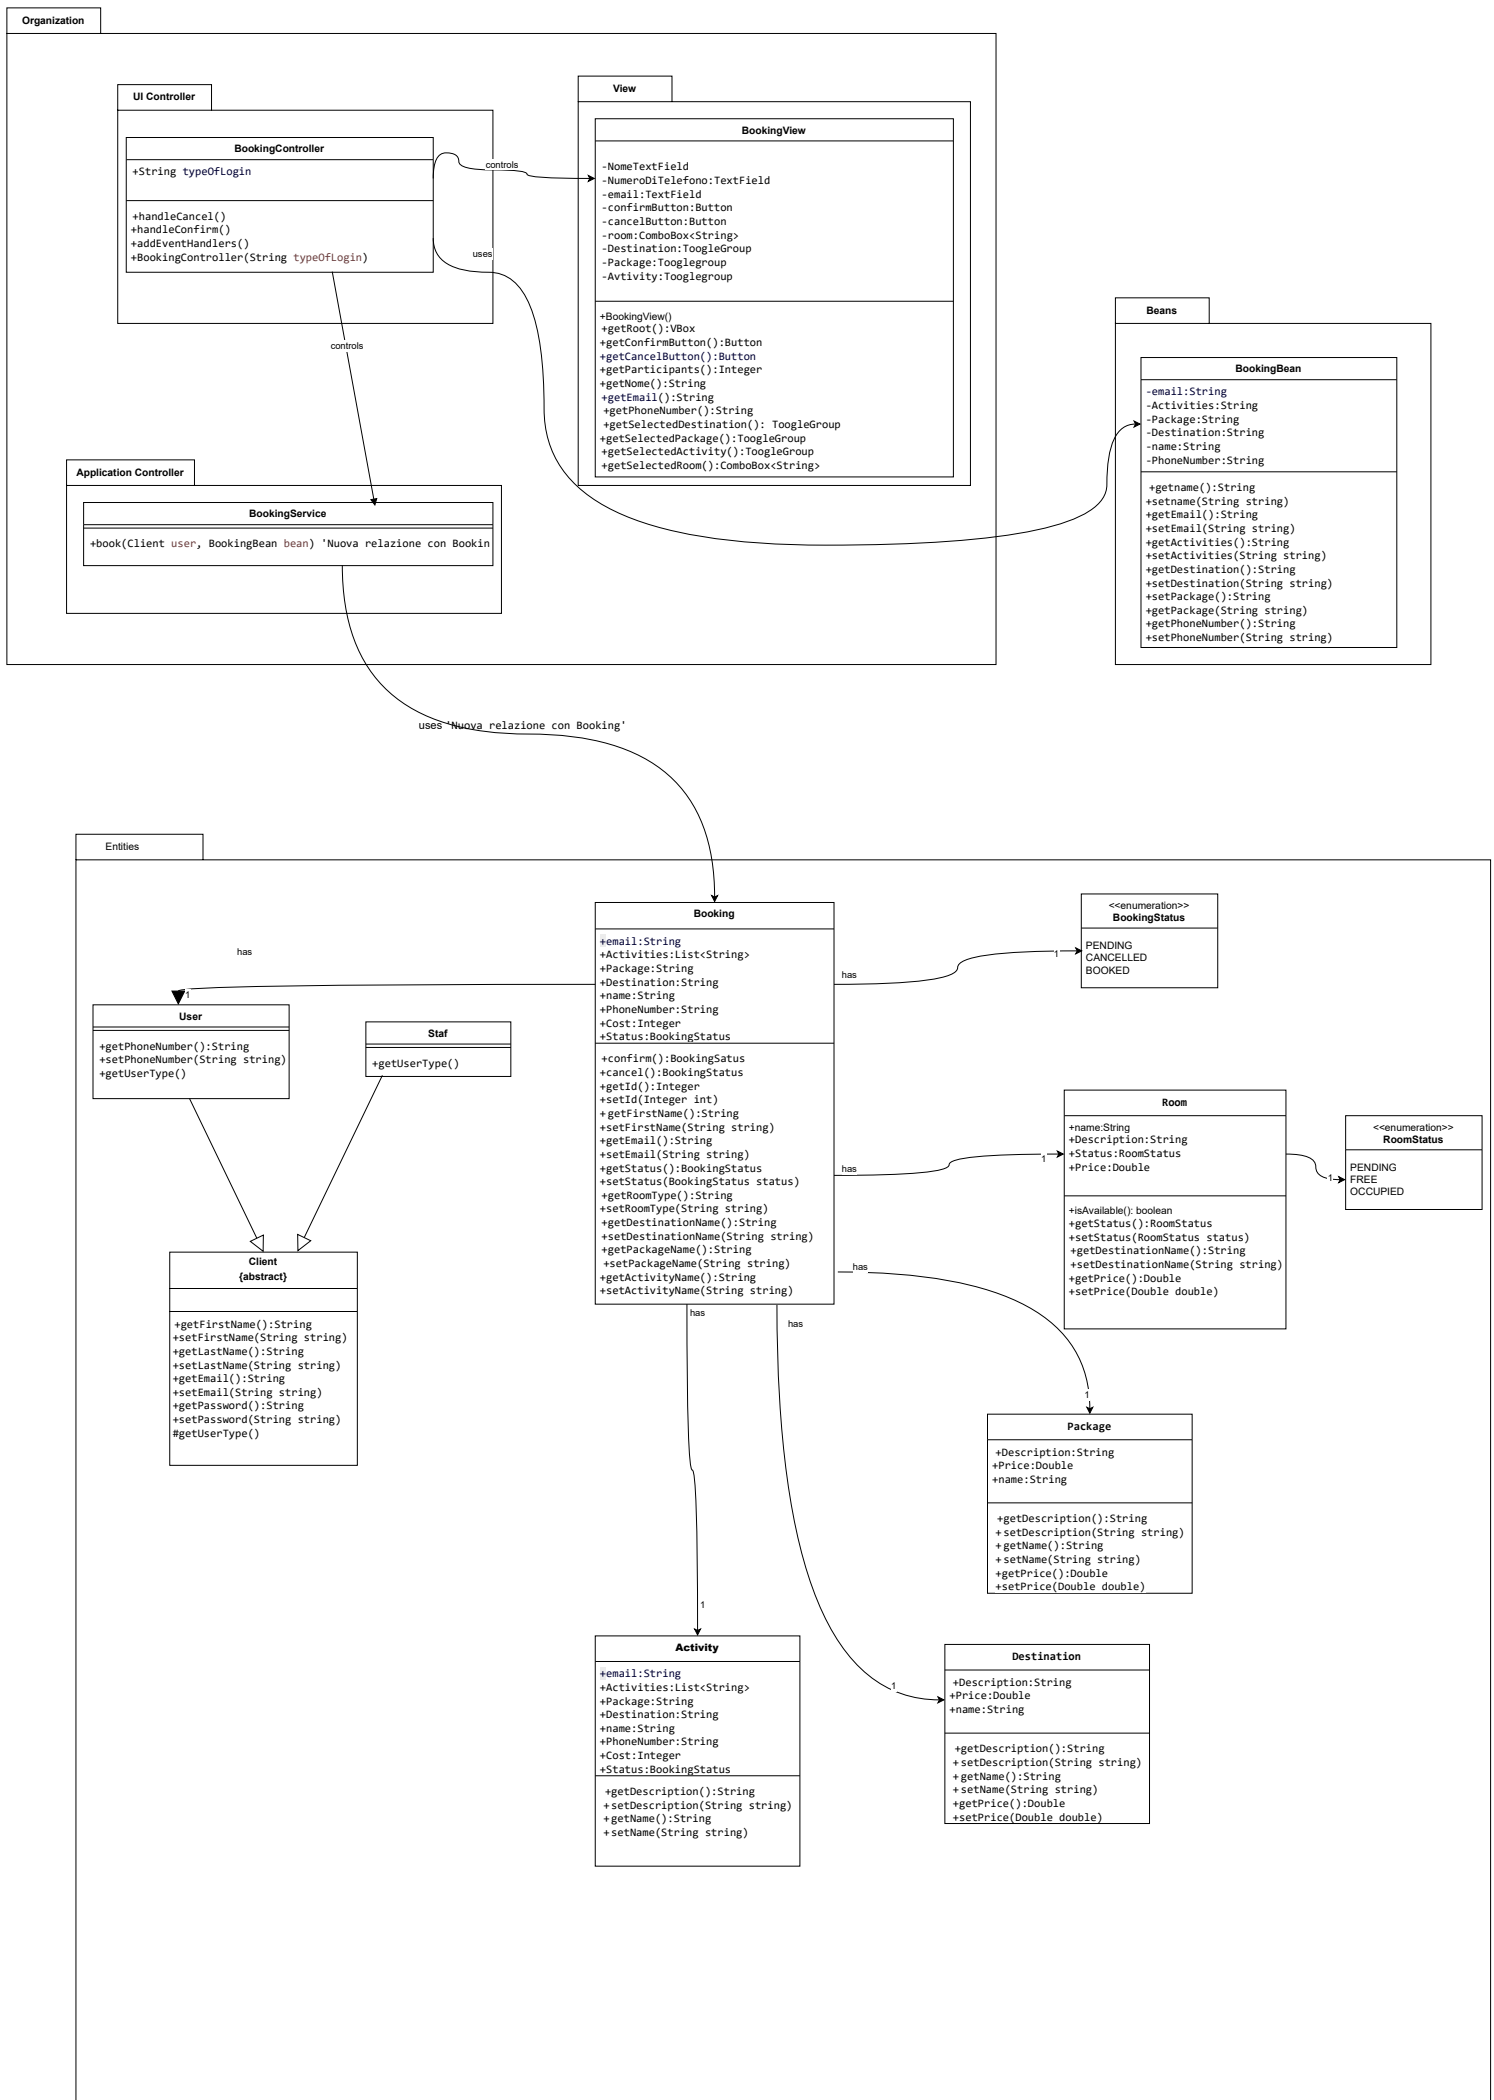 Organization
UI Controller
BookingController
+String typeOfLogin
+handleCancel()
+handleConfirm()
+addEventHandlers()
+BookingController(String typeOfLogin)
controls
uses
controls
View
BookingView
-NomeTextField
-NumeroDiTelefono:TextField
-email:TextField
-confirmButton:Button
-cancelButton:Button
-room:ComboBox<String>
-Destination:ToogleGroup
-Package:Tooglegroup
-Avtivity:Tooglegroup
+BookingView()
+getRoot():VBox
+getConfirmButton():Button
+getCancelButton():Button
+getParticipants():Integer
+getNome():String
+getEmail():String
+getPhoneNumber():String
+getSelectedDestination(): ToogleGroup
+getSelectedPackage():ToogleGroup
+getSelectedActivity():ToogleGroup
+getSelectedRoom():ComboBox<String>
Beans
BookingBean
-email:String
-Activities:String
-Package:String
-Destination:String
-name:String
-PhoneNumber:String
+getname():String
+setname(String string)
+getEmail():String
+setEmail(String string)
+getActivities():String
+setActivities(String string)
+getDestination():String
+setDestination(String string)
+setPackage():String
+getPackage(String string)
+getPhoneNumber():String
+setPhoneNumber(String string)
Application Controller
BookingService
+book(Client user, BookingBean bean) 'Nuova relazione con Bookin
uses 'Nuova relazione con Booking'
Entities
Booking
+email:String
+Activities:List<String>
+Package:String
+Destination:String
+name:String
+PhoneNumber:String
+Cost:Integer
+Status:BookingStatus
+confirm():BookingSatus
+cancel():BookingStatus
+getId():Integer
+setId(Integer int)
+getFirstName():String
+setFirstName(String string)
+getEmail():String
+setEmail(String string)
+getStatus():BookingStatus
+setStatus(BookingStatus status)
+getRoomType():String
+setRoomType(String string)
+getDestinationName():String
+setDestinationName(String string)
+getPackageName():String
+setPackageName(String string)
+getActivityName():String
+setActivityName(String string)
has
1
User
+getPhoneNumber():String
+setPhoneNumber(String string)
+getUserType()
Staf
+getUserType()
Client
{abstract}
+getFirstName():String
+setFirstName(String string)
+getLastName():String
+setLastName(String string)
+getEmail():String
+setEmail(String string)
+getPassword():String
+setPassword(String string)
#getUserType()
has
1
<<enumeration>>
BookingStatus
PENDING
CANCELLED
BOOKED
has
1
Room
+name:String
+Description:String
+Status:RoomStatus
+Price:Double
+isAvailable(): boolean
+getStatus():RoomStatus
+setStatus(RoomStatus status)
+getDestinationName():String
+setDestinationName(String string)
+getPrice():Double
+setPrice(Double double)
1
<<enumeration>>
RoomStatus
PENDING
FREE
OCCUPIED
has
1
Package
+Description:String
+Price:Double
+name:String
+getDescription():String
+setDescription(String string)
+getName():String
+setName(String string)
+getPrice():Double
+setPrice(Double double)
has
1
Activity
+email:String
+Activities:List<String>
+Package:String
+Destination:String
+name:String
+PhoneNumber:String
+Cost:Integer
+Status:BookingStatus
+getDescription():String
+setDescription(String string)
+getName():String
+setName(String string)
has
1
Destination
+Description:String
+Price:Double
+name:String
+getDescription():String
+setDescription(String string)
+getName():String
+setName(String string)
+getPrice():Double
+setPrice(Double double)